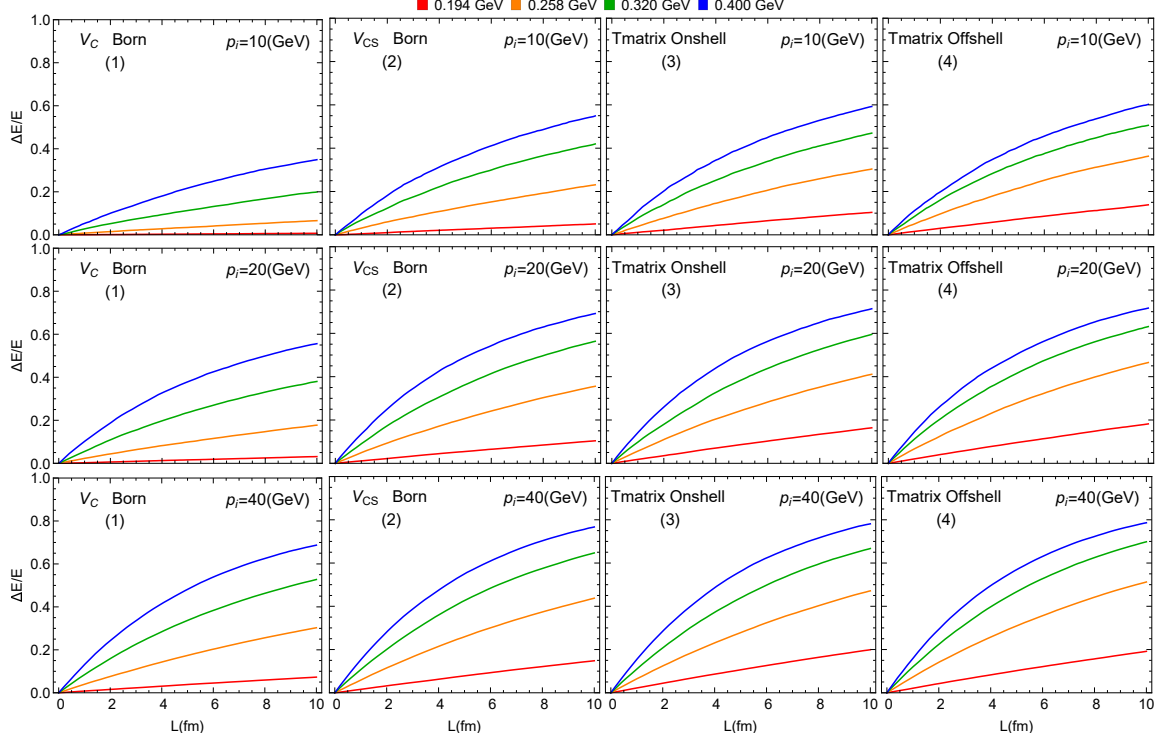 0.194 GeV 0.258 GeV 0.320 GeV 0.400 GeV
V_C Born p_i=10(GeV)
(1)
V_CS Born p_i=10(GeV)
(2)
Tmatrix Onshell p_i=10(GeV)
(3)
Tmatrix Offshell p_i=10(GeV)
(4)
1.0
0.8
0.6
0.4
0.2
0.0
ΔE/E
V_C Born p_i=20(GeV)
(1)
V_CS Born p_i=20(GeV)
(2)
Tmatrix Onshell p_i=20(GeV)
(3)
Tmatrix Offshell p_i=20(GeV)
(4)
1.0
0.8
0.6
0.4
0.2
0.0
ΔE/E
V_C Born p_i=40(GeV)
(1)
V_CS Born p_i=40(GeV)
(2)
Tmatrix Onshell p_i=40(GeV)
(3)
Tmatrix Offshell p_i=40(GeV)
(4)
1.0
0.8
0.6
0.4
0.2
0.0
ΔE/E
0 2 4 6 8 10
0 2 4 6 8 10
0 2 4 6 8 10
0 2 4 6 8 10
L(fm)
L(fm)
L(fm)
L(fm)